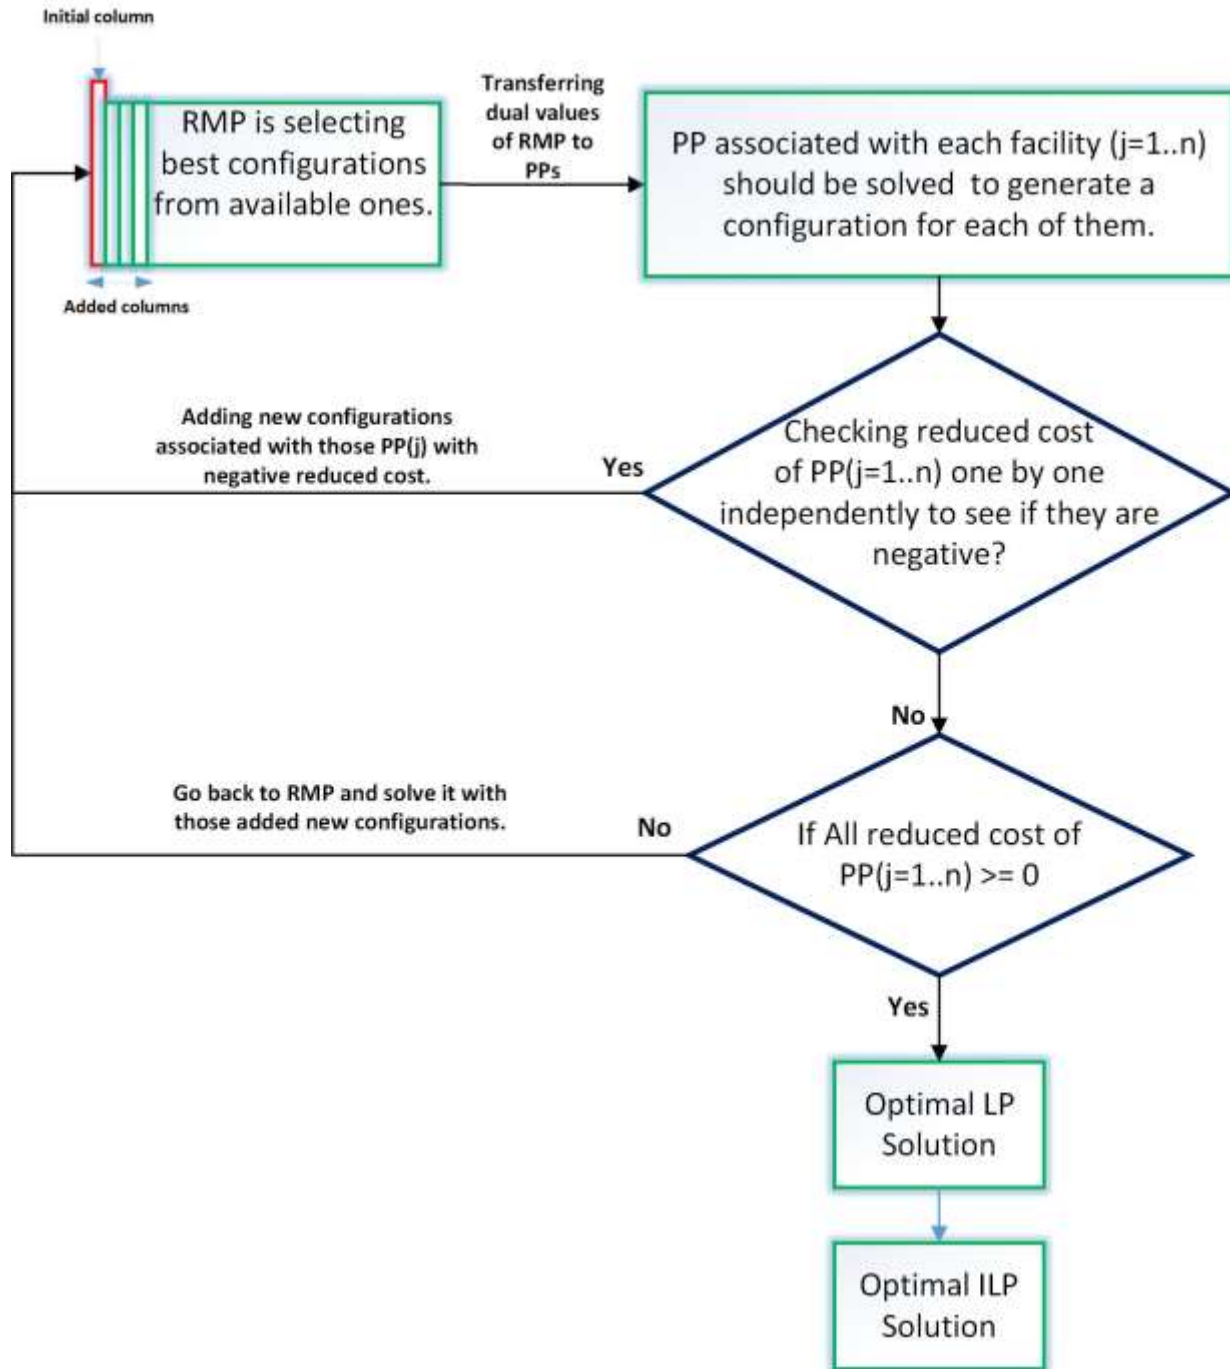 Initial column
RMP is selecting
best configurations
from available ones.
Added columns
Transferring
dual values
of RMP to
PPs
PP associated with each facility (j=1..n)
should be solved to generate a
configuration for each of them.
Checking reduced cost
of PP(j=1..n) one by one
independently to see if they are
negative?
Yes
Adding new configurations
associated with those PP(j) with
negative reduced cost.
No
If All reduced cost of
PP(j=1..n) >= 0
No
Go back to RMP and solve it with
those added new configurations.
Yes
Optimal LP
Solution
Optimal ILP
Solution